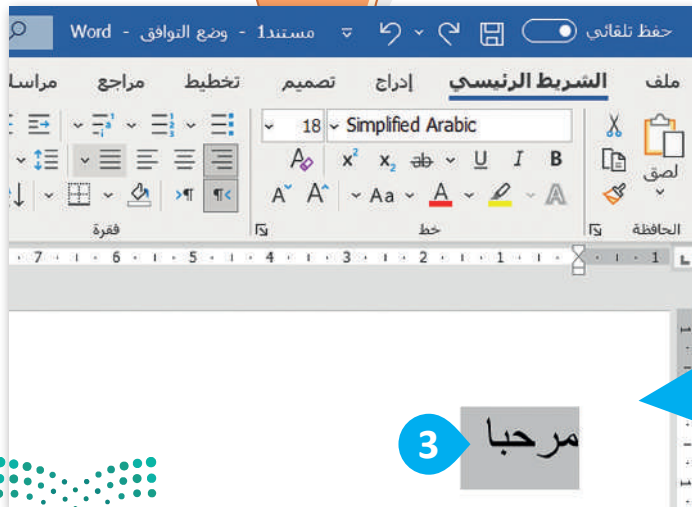 حفظ تلقائي مستند1 - وضع التوافق - Word
ملف الشريط الرئيسي إدراج تصميم تخطيط مراجع
لصق Simplified Arabic 18
B I U ab x₂ x²
A Aa A A
الحافظة خط فقرة
1 1 2 3 4 5 6 7
مرحبا 3